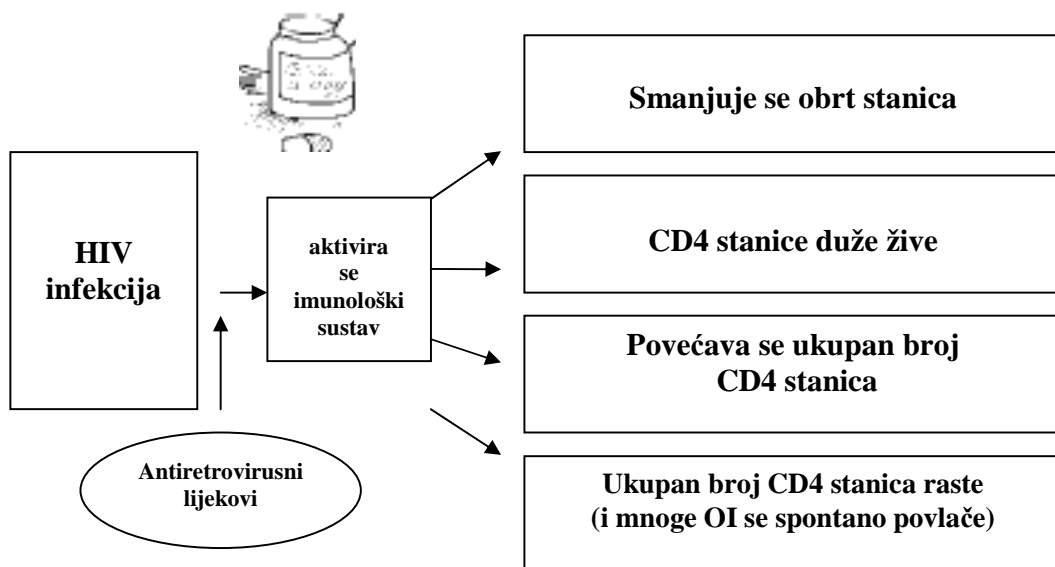 Smanjuje se obrt stanica
HIV
infekcija
aktivira
se
imunološki
sustav
CD4 stanice duže žive
Povećava se ukupan broj
CD4 stanica
Antiretrovirusni
lijekovi
Ukupan broj CD4 stanica raste
(i mnoge OI se spontano povlače)